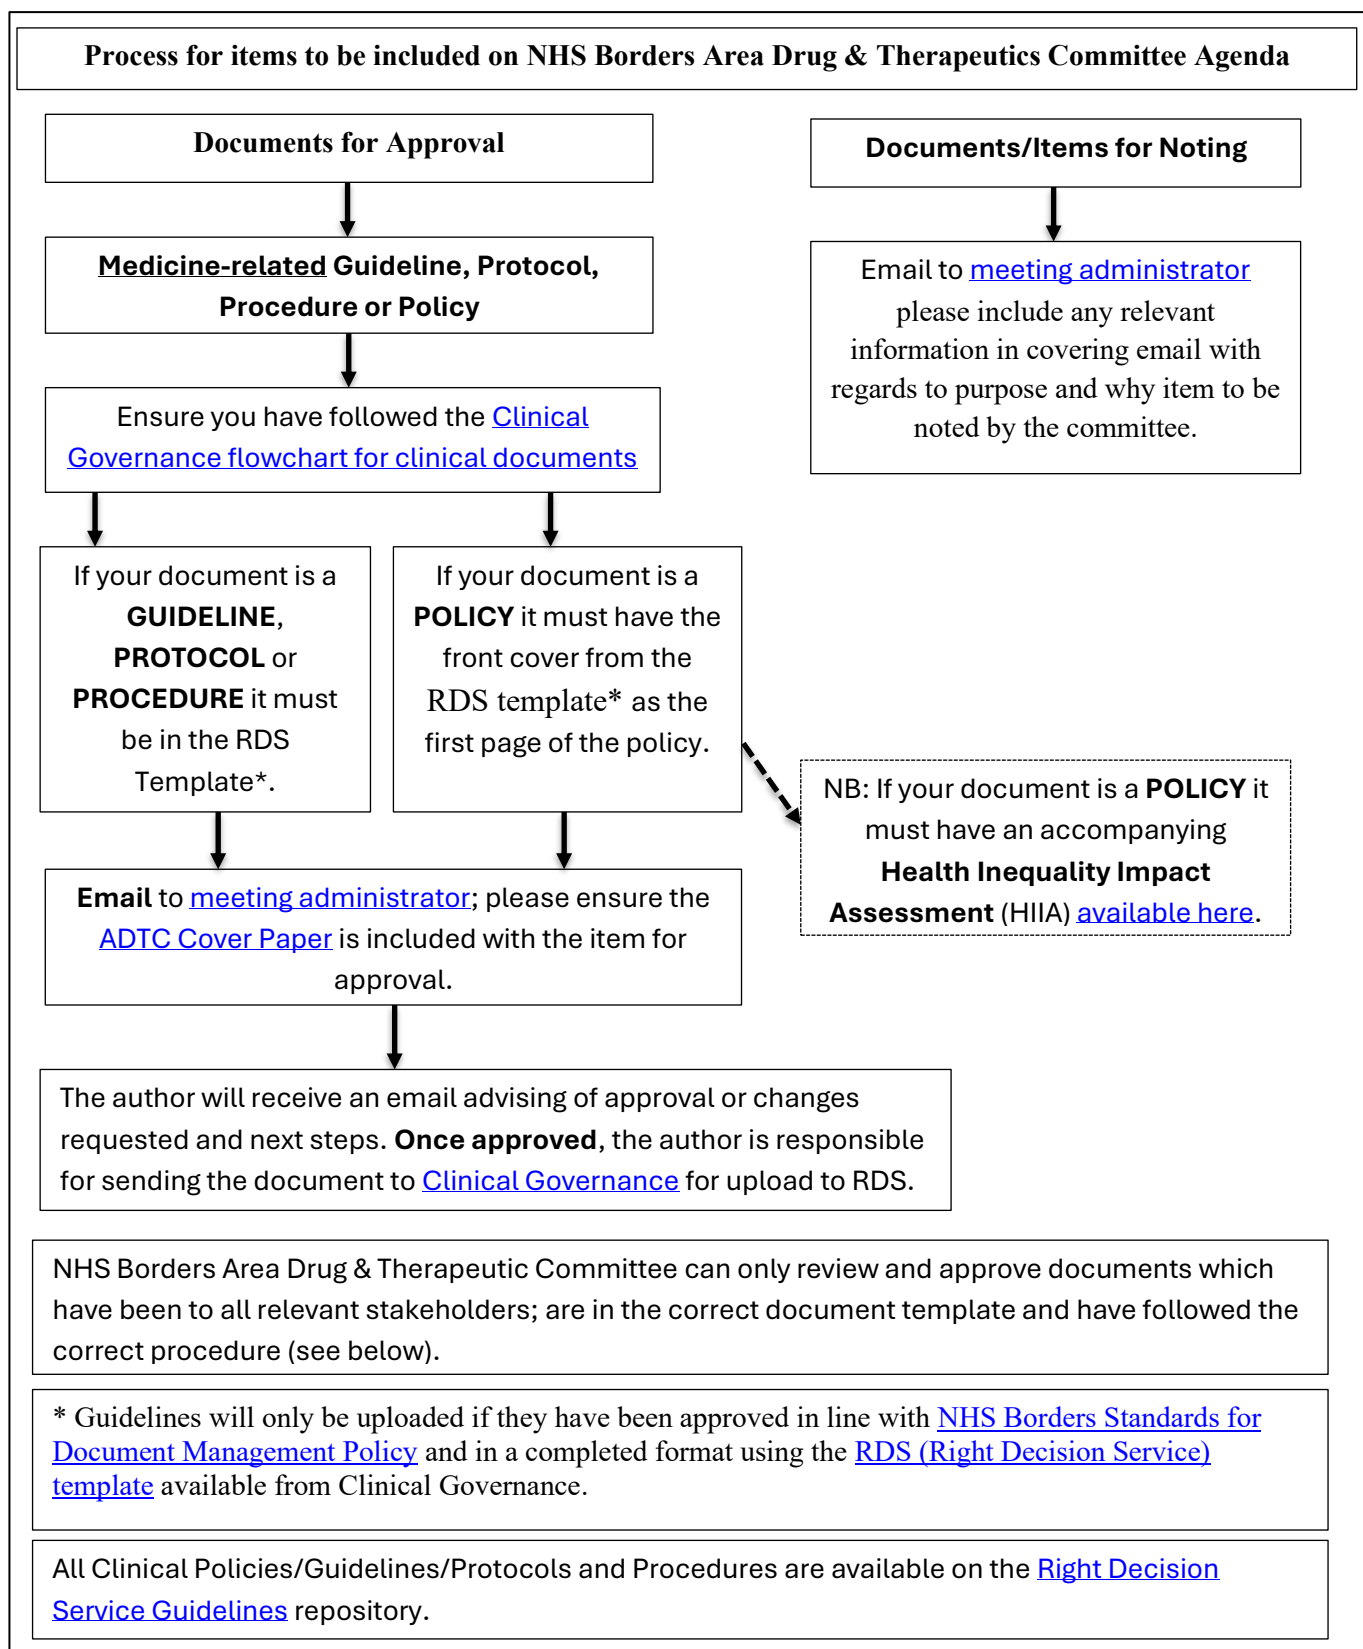 Process for items to be included on NHS Borders Area Drug & Therapeutics Committee Agenda
Documents for Approval
Medicine-related Guideline, Protocol,
Procedure or Policy
Ensure you have followed the Clinical
Governance flowchart for clinical documents
If your document is a
GUIDELINE,
PROTOCOL or
PROCEDURE it must
be in the RDS
Template*.
If your document is a
POLICY it must have the
front cover from the
RDS template* as the
first page of the policy.
Email to meeting administrator; please ensure the
ADTC Cover Paper is included with the item for
approval.
Documents/Items for Noting
Email to meeting administrator
please include any relevant
information in covering email with
regards to purpose and why item to be
noted by the committee.
NB: If your document is a POLICY it
must have an accompanying
Health Inequality Impact
Assessment (HIIA) available here.
The author will receive an email advising of approval or changes
requested and next steps. Once approved, the author is responsible
for sending the document to Clinical Governance for upload to RDS.
NHS Borders Area Drug & Therapeutic Committee can only review and approve documents which
have been to all relevant stakeholders; are in the correct document template and have followed the
correct procedure (see below).
* Guidelines will only be uploaded if they have been approved in line with NHS Borders Standards for
Document Management Policy and in a completed format using the RDS (Right Decision Service)
template available from Clinical Governance.
All Clinical Policies/Guidelines/Protocols and Procedures are available on the Right Decision
Service Guidelines repository.